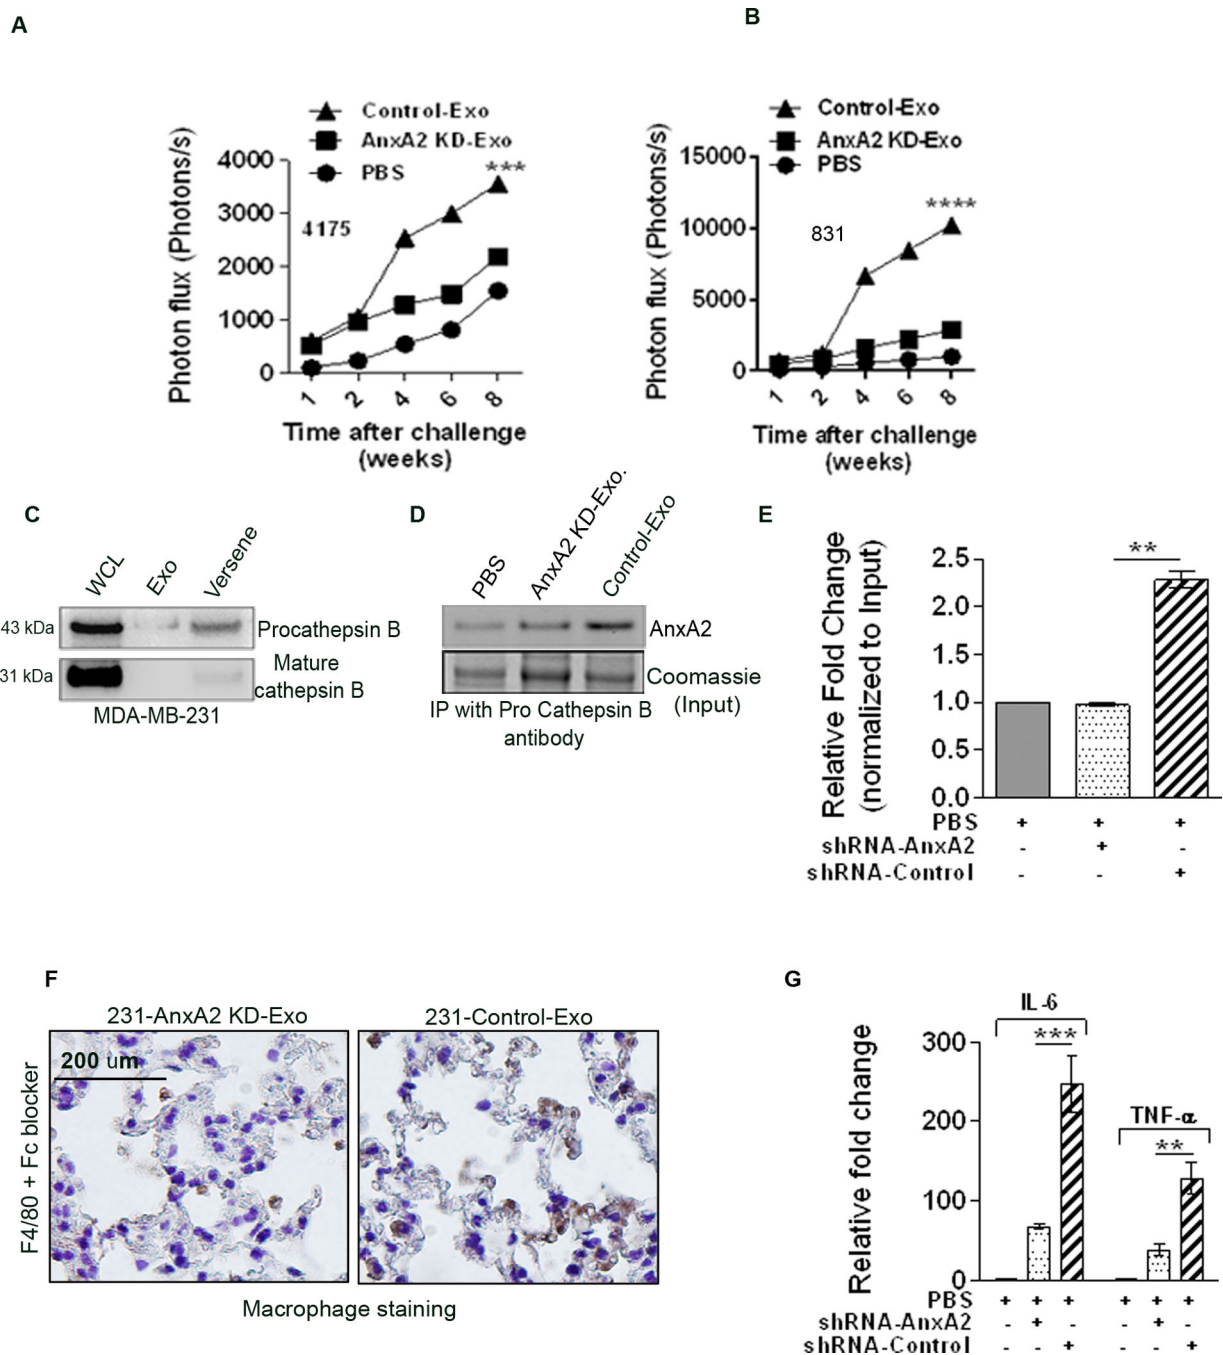 A
Control-Exo
AnxA2 KD-Exo
PBS
4175
***
Photon flux (Photons/s)
4000
3000
2000
1000
0
1 2 4 6 8
Time after challenge
(weeks)
B
Control-Exo
AnxA2 KD-Exo
PBS
831
****
Photon flux (Photons/s)
15000
10000
5000
0
1 2 4 6 8
Time after challenge
(weeks)
C
WCL Exo Versene
43 kDa
Procathepsin B
31 kDa
Mature
cathepsin B
MDA-MB-231
D
PBS AnxA2 KD-Exo. Control-Exo
AnxA2
Coomassie
(Input)
IP with Pro Cathepsin B
antibody
E
Relative Fold Change
(normalized to Input)
2.5
2.0
1.5
1.0
0.5
0.0
**
PBS + + +
shRNA-AnxA2 - + -
shRNA-Control - - +
F
231-AnxA2 KD-Exo
231-Control-Exo
200 um
F4/80 + Fc blocker
Macrophage staining
G
Relative fold change
300
200
100
0
IL-6
***
TNF-α
**
PBS + + + + + +
shRNA-AnxA2 - + - - + -
shRNA-Control - - + - - +